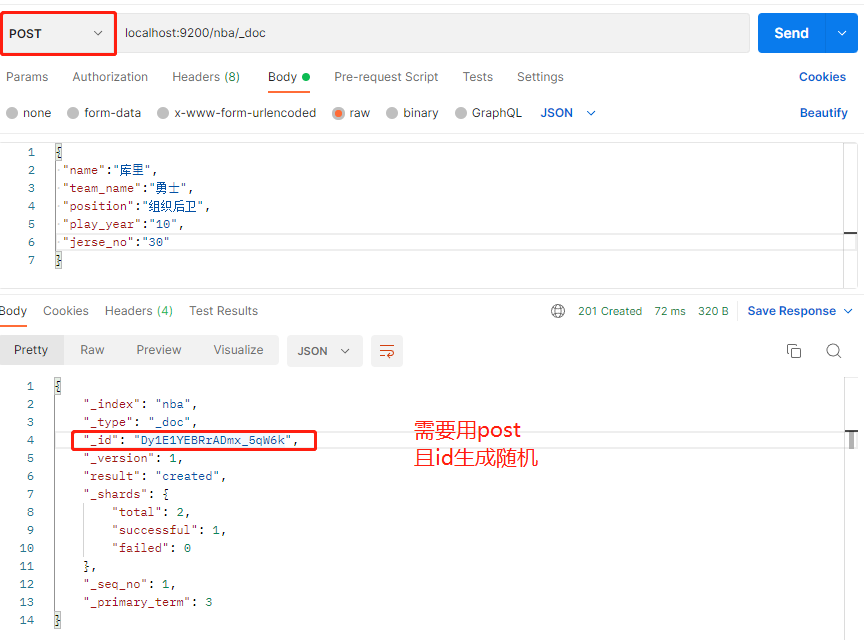 POST localhost:9200/nba/_doc Send
Params Authorization Headers (8) Body Pre-request Script Tests Settings Cookies
none form-data x-www-form-urlencoded raw binary GraphQL JSON Beautify
1 {
2 "name":"库里",
3 "team_name":"勇士",
4 "position":"组织后卫",
5 "play_year":"10",
6 "jerse_no":"30"
7 }
Body Cookies Headers (4) Test Results 201 Created 72 ms 320 B Save Response
Pretty Raw Preview Visualize JSON
1 {
2 "_index": "nba",
3 "_type": "_doc",
4 "_id": "Dy1E1YEBRrADmx_5qW6k",
5 "_version": 1,
6 "result": "created",
7 "_shards": {
8 "total": 2,
9 "successful": 1,
10 "failed": 0
11 },
12 "_seq_no": 1,
13 "_primary_term": 3
14 }
需要用post
且id生成随机